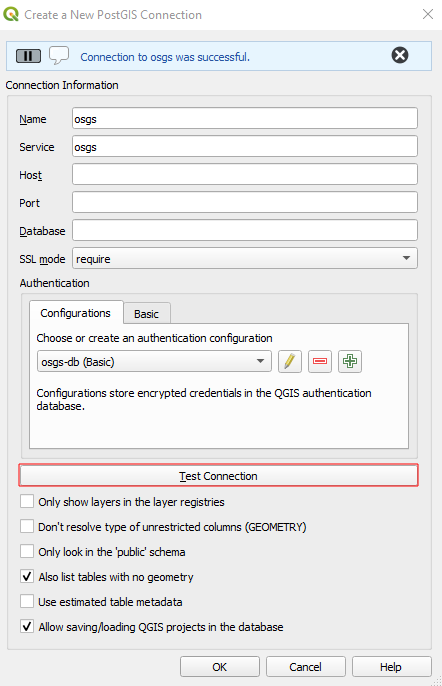 Create a New PostGIS Connection
Connection to osgs was successful.
Connection Information
Name osgs
Service osgs
Host
Port
Database
SSL mode require
Authentication
Configurations Basic
Choose or create an authentication configuration
osgs-db (Basic)
Configurations store encrypted credentials in the QGIS authentication
database.
Test Connection
Only show layers in the layer registries
Don't resolve type of unrestricted columns (GEOMETRY)
Only look in the 'public' schema
Also list tables with no geometry
Use estimated table metadata
Allow saving/loading QGIS projects in the database
OK Cancel Help